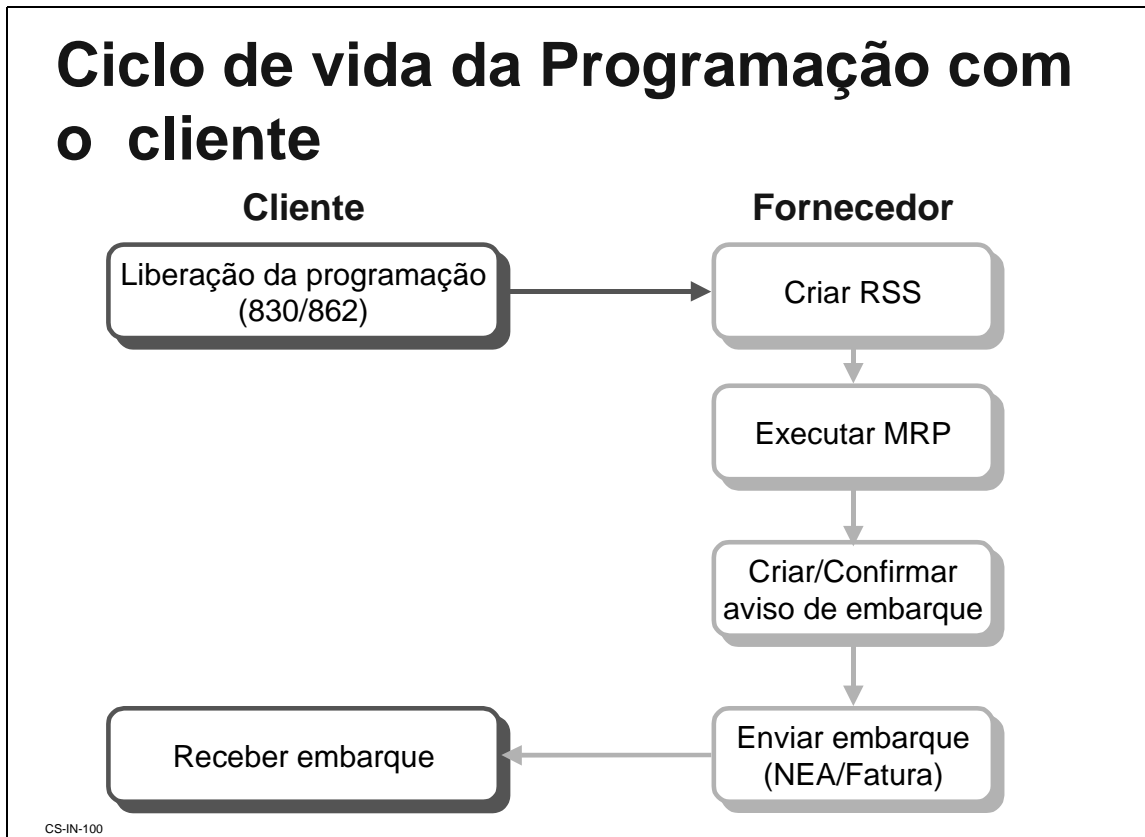 Ciclo de vida da Programação com
o cliente
Cliente
Fornecedor
Liberação da programação
(830/862)
Criar RSS
Executar MRP
Criar/Confirmar
aviso de embarque
Receber embarque
Enviar embarque
(NEA/Fatura)
CS-IN-100